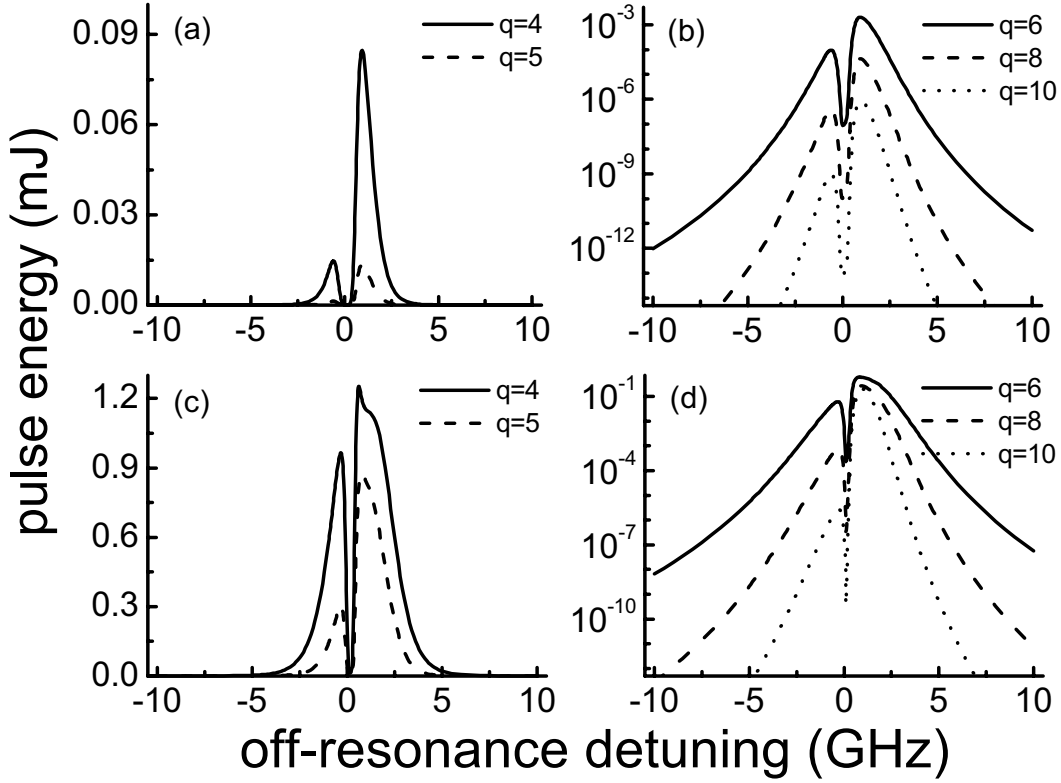 pulse energy (mJ)
(a)
q=4
q=5
0.09
0.06
0.03
0.00
-10 -5 0 5 10
(b)
q=6
q=8
q=10
10⁻³
10⁻⁶
10⁻⁹
10⁻¹²
-10 -5 0 5 10
(c)
q=4
q=5
1.2
0.9
0.6
0.3
0.0
-10 -5 0 5 10
(d)
q=6
q=8
q=10
10⁻¹
10⁻⁴
10⁻⁷
10⁻¹⁰
-10 -5 0 5 10
off-resonance detuning (GHz)